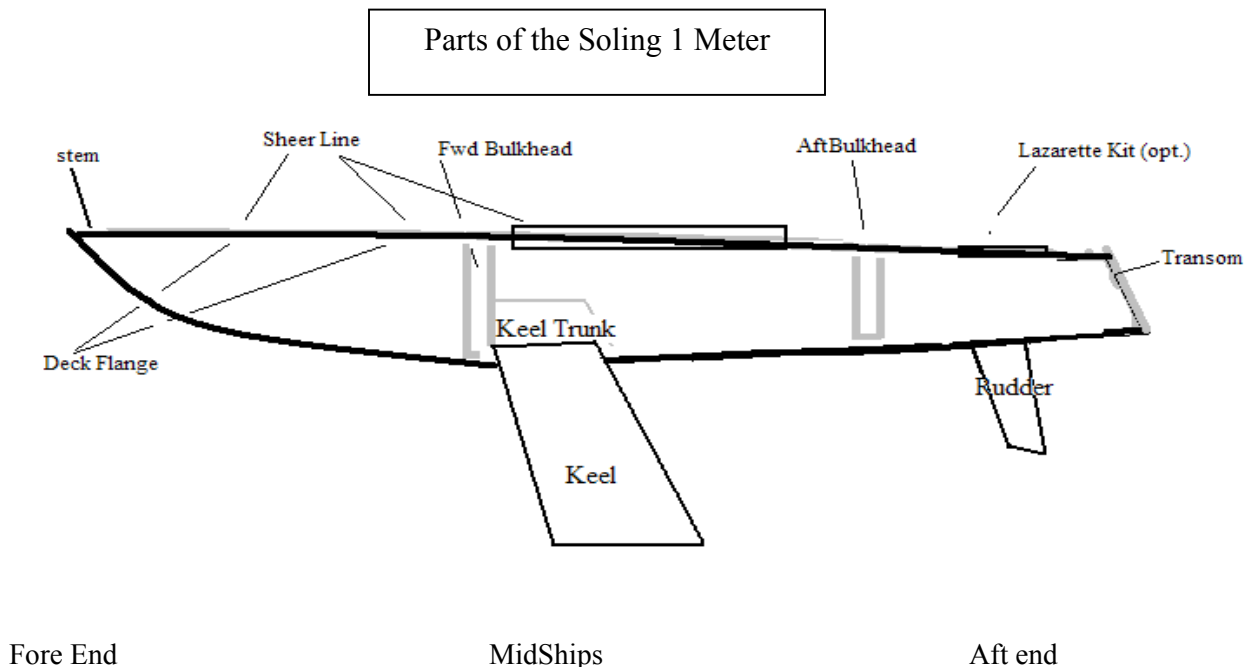 Parts of the Soling 1 Meter
stem
Sheer Line
Fwd Bulkhead
AftBulkhead
Lazarette Kit (opt.)
Transom
Keel Trunk
Deck Flange
Rudder
Keel
Fore End
MidShips
Aft end